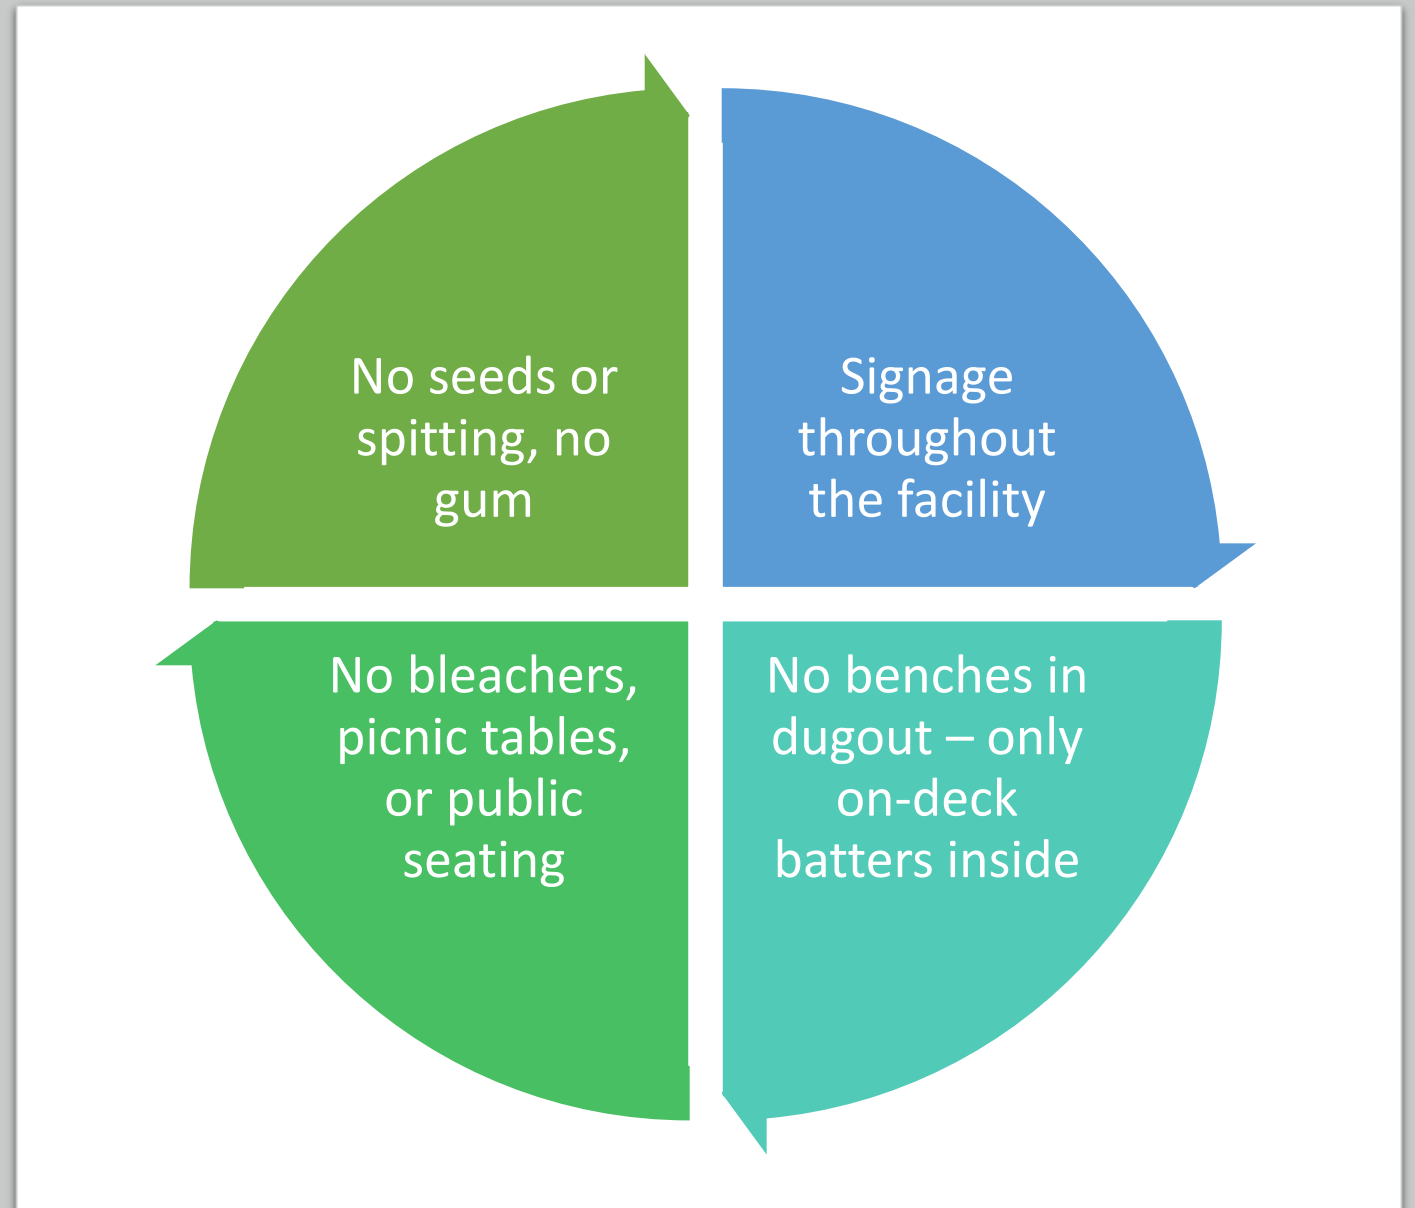 No seeds or
spitting, no
gum
Signage
throughout
the facility
No bleachers,
picnic tables,
or public
seating
No benches in
dugout – only
on-deck
batters inside